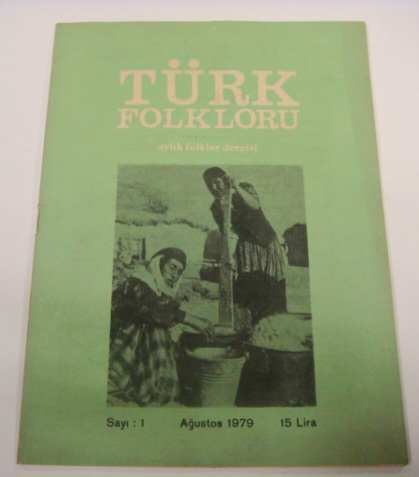 TÜRK
FOLKLORU
aylık folklor dergisi
Sayı : 1 Ağustos 1979 15 Lira